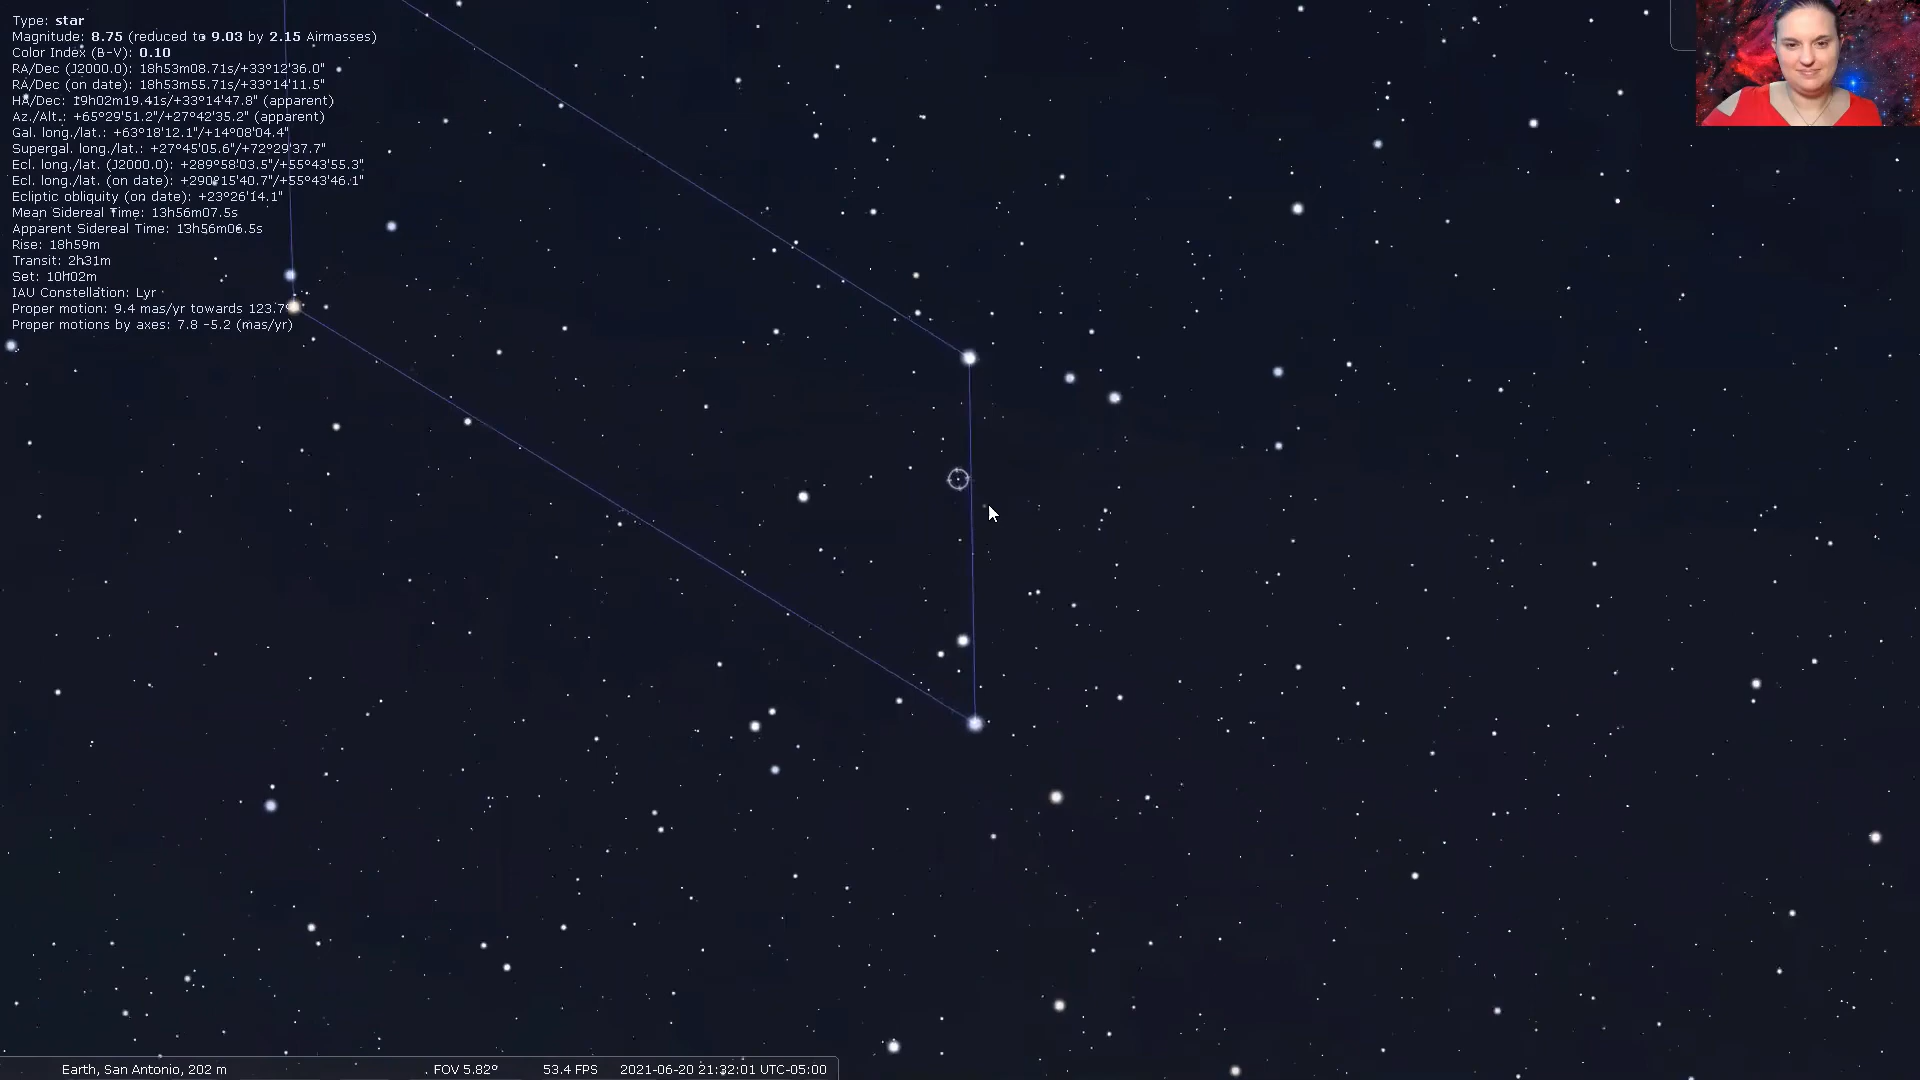 Type: star
Magnitude: 8.75 (reduced to 9.03 by 2.15 Airmasses)
Color Index (B-V): 0.10
RA/Dec (J2000.0): 18h53m08.71s/+33°12'36.0"
RA/Dec (on date): 18h53m55.71s/+33°14'11.5"
HA/Dec: 19h02m19.41s/+33°14'47.8" (apparent)
Az./Alt.: +65°29'51.2"/+27°42'35.2" (apparent)
Gal. long./lat.: +63°18'12.1"/+14°08'04.4"
Supergal. long./lat.: +27°45'05.6"/+72°29'37.7"
Ecl. long./lat. (J2000.0): +289°58'03.5"/+55°43'55.3"
Ecl. long./lat. (on date): +290°15'40.7"/+55°43'46.1"
Ecliptic obliquity (on date): +23°26'14.1"
Mean Sidereal Time: 13h56m07.5s
Apparent Sidereal Time: 13h56m06.5s
Rise: 18h59m
Transit: 2h31m
Set: 10h02m
IAU Constellation: Lyr
Proper motion: 9.4 mas/yr towards 123.7°
Proper motions by axes: 7.8 -5.2 (mas/yr)
Earth, San Antonio, 202 m FOV 5.82° 53.4 FPS 2021-06-20 21:32:01 UTC-05:00